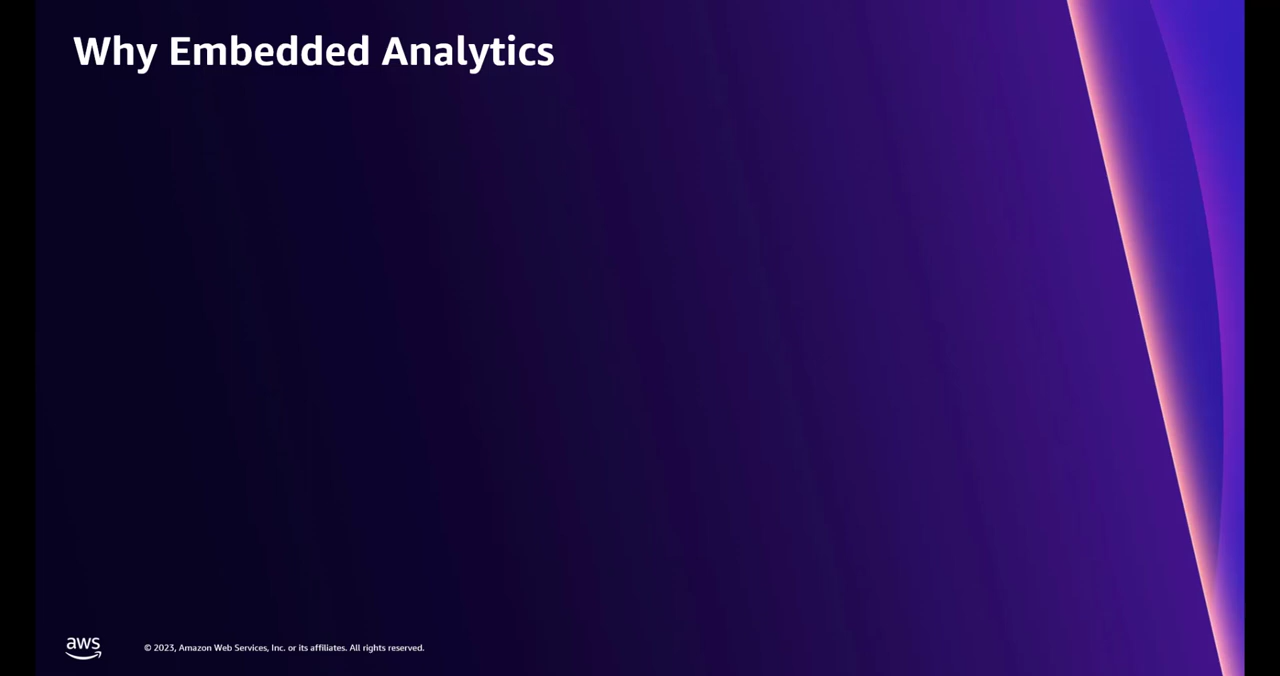 Why Embedded Analytics
aws
© 2023, Amazon Web Services, Inc. or its affiliates. All rights reserved.